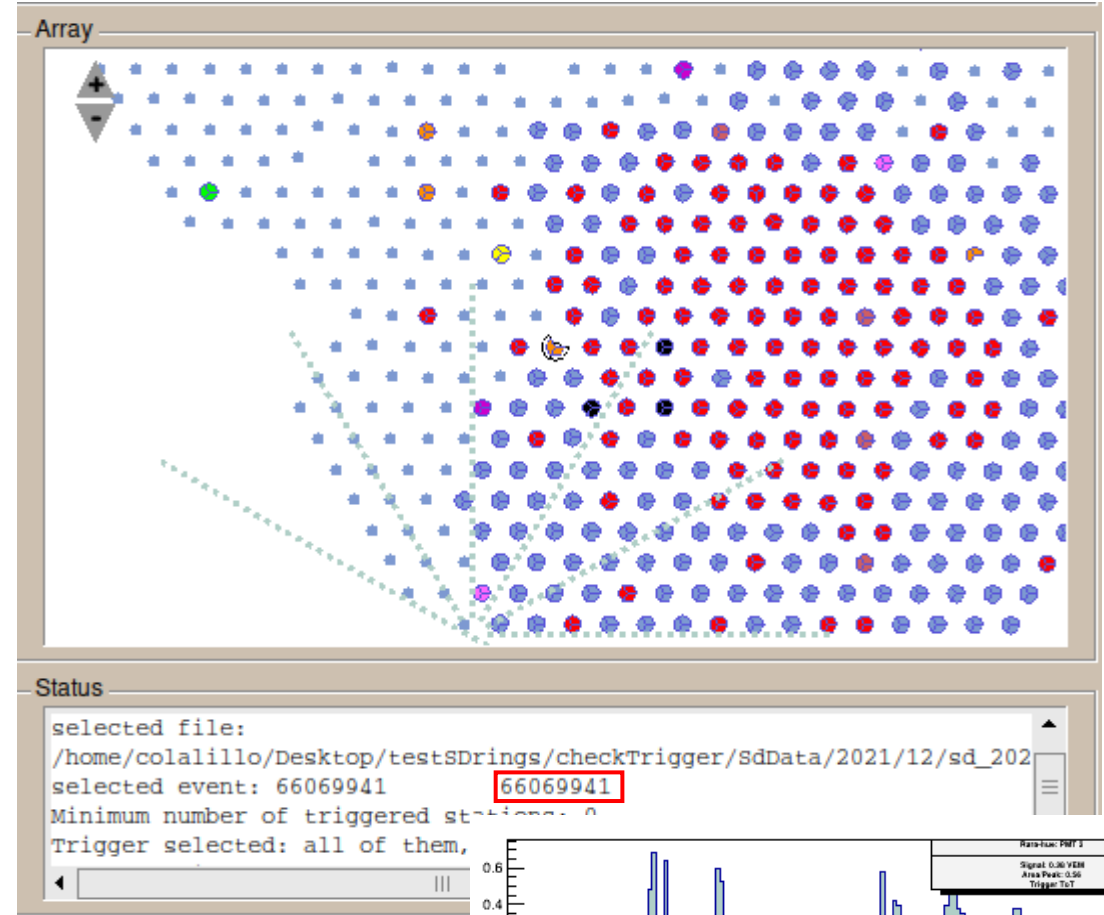 Array
+
-
Status
selected file:
/home/colalillo/Desktop/testSDrings/checkTrigger/SdData/2021/12/sd_202
selected event: 66069941 66069941
Minimum number of triggered stations: 0
Trigger selected: all of them,
PMT 3
Signal: 0.36 VEM
Area/Peak: 0.56
Trigger ToT
0.6
0.4